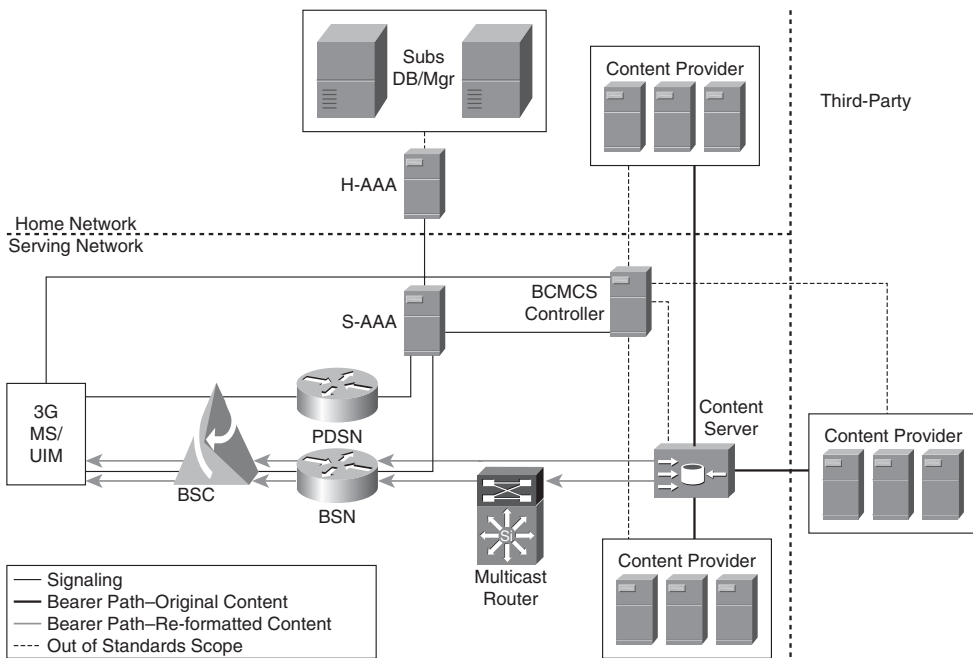 Subs
DB/Mgr
Content Provider
Third-Party
H-AAA
Home Network
Serving Network
BCMCS
Controller
S-AAA
3G
MS/
UIM
PDSN
Content
Server
Content Provider
BSC
BSN
Si
Multicast
Router
Content Provider
Signaling
Bearer Path–Original Content
Bearer Path–Re-formatted Content
Out of Standards Scope